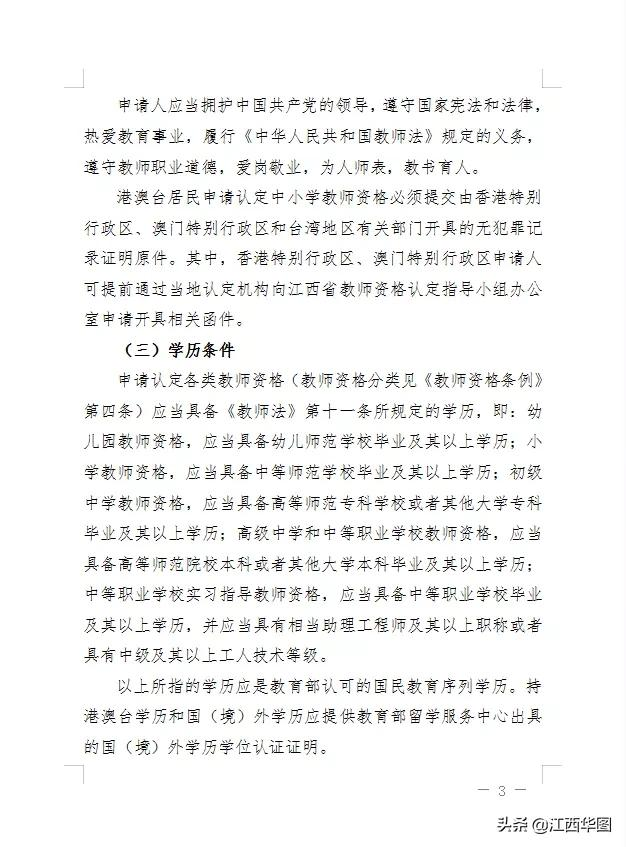 申请人应当拥护中国共产党的领导，遵守国家宪法和法律，
热爱教育事业，履行《中华人民共和国教师法》规定的义务，
遵守教师职业道德，爱岗敬业，为人师表，教书育人。
港澳台居民申请认定中小学教师资格必须提交由香港特别
行政区、澳门特别行政区和台湾地区有关部门开具的无犯罪记
录证明原件。其中，香港特别行政区、澳门特别行政区申请人
可提前通过当地认定机构向江西省教师资格认定指导小组办公
室申请开具相关函件。
（三）学历条件
申请认定各类教师资格（教师资格分类见《教师资格条例》
第四条）应当具备《教师法》第十一条所规定的学历，即：幼
儿园教师资格，应当具备幼儿师范学校毕业及其以上学历；小
学教师资格，应当具备中等师范学校毕业及其以上学历；初级
中学教师资格，应当具备高等师范专科学校或者其他大学专科
毕业及其以上学历；高级中学和中等职业学校教师资格，应当
具备高等师范院校本科或者其他大学本科毕业及其以上学历；
中等职业学校实习指导教师资格，应当具备中等职业学校毕业
及其以上学历，并应当具有相当助理工程师及其以上职称或者
具有中级及其以上工人技术等级。
以上所指的学历应是教育部认可的国民教育序列学历。持
港澳台学历和国（境）外学历应提供教育部留学服务中心出具
的国（境）外学历学位认证证明。
— 3 —
头条 @江西华图